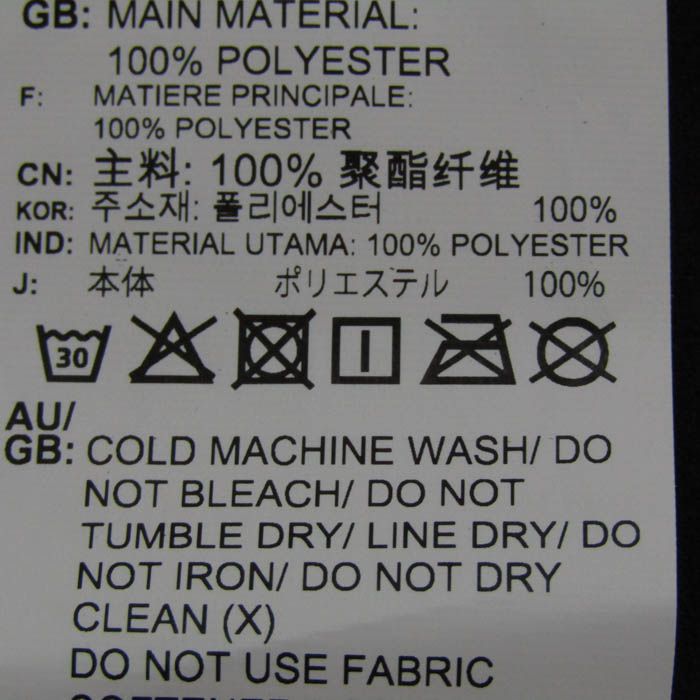 GB: MAIN MATERIAL:
100% POLYESTER
F: MATIERE PRINCIPALE:
100% POLYESTER
CN: 主料: 100% 聚酯纤维
KOR: 주소재: 폴리에스터 100%
IND: MATERIAL UTAMA: 100% POLYESTER
J: 本体 ポリエステル 100%
30
AU/
GB: COLD MACHINE WASH/ DO
NOT BLEACH/ DO NOT
TUMBLE DRY/ LINE DRY/ DO
NOT IRON/ DO NOT DRY
CLEAN (X)
DO NOT USE FABRIC